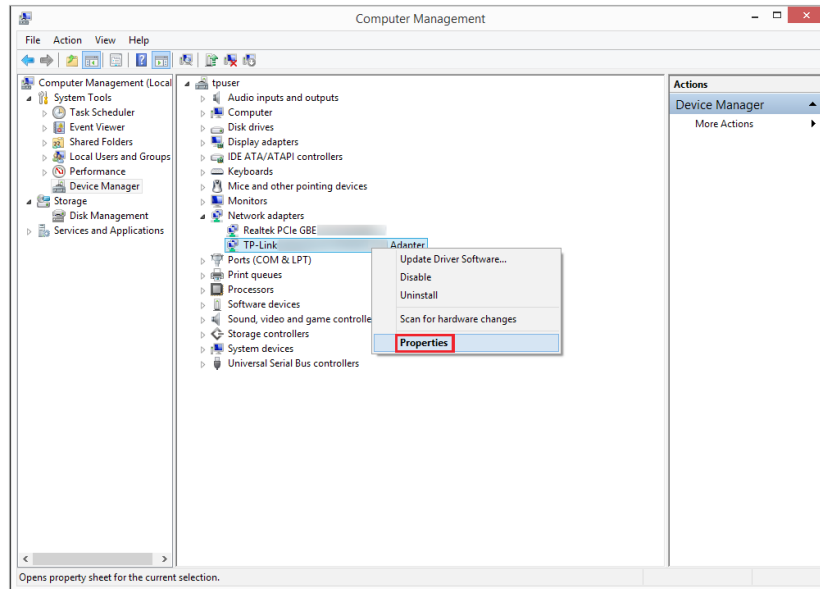 Computer Management
File Action View Help
Computer Management (Local
System Tools
Task Scheduler
Event Viewer
Shared Folders
Local Users and Groups
Performance
Device Manager
Storage
Disk Management
Services and Applications
tpuser
Audio inputs and outputs
Computer
Disk drives
Display adapters
IDE ATA/ATAPI controllers
Keyboards
Mice and other pointing devices
Monitors
Network adapters
Realtek PCIe GBE
TP-Link Adapter
Ports (COM & LPT)
Print queues
Processors
Software devices
Sound, video and game controlle
Storage controllers
System devices
Universal Serial Bus controllers
Update Driver Software...
Disable
Uninstall
Scan for hardware changes
Properties
Actions
Device Manager
More Actions
Opens property sheet for the current selection.